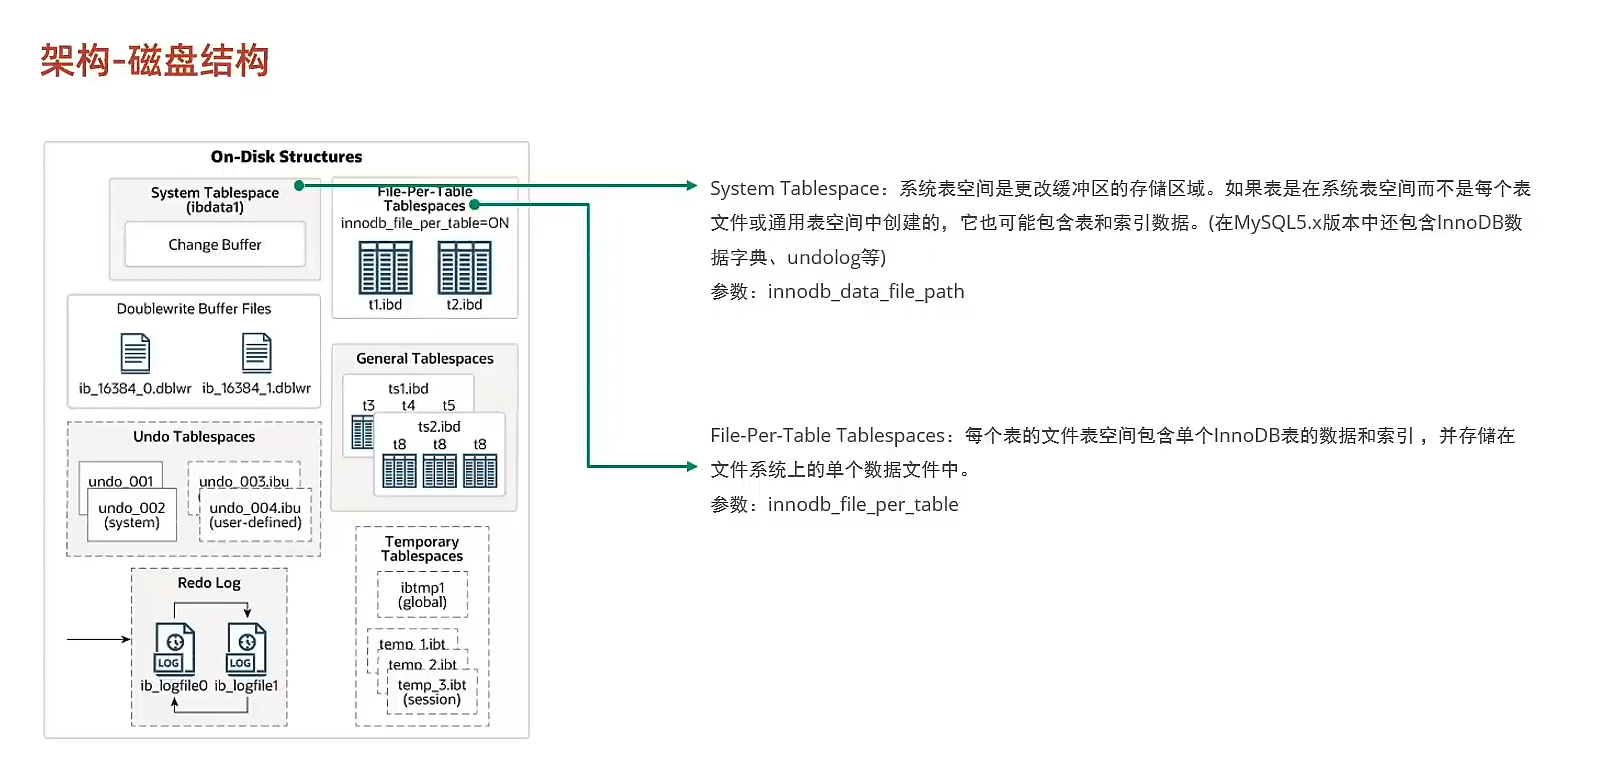 架构-磁盘结构
On-Disk Structures
System Tablespace
(ibdata1)
Change Buffer
File-Per-Table
Tablespaces
innodb_file_per_table=ON
t1.ibd
t2.ibd
Doublewrite Buffer Files
ib_16384_0.dblwr
ib_16384_1.dblwr
General Tablespaces
ts1.ibd
t3
t4
t5
ts2.ibd
t8
t8
t8
Undo Tablespaces
undo_001
undo_002
(system)
undo_003.ibu
undo_004.ibu
(user-defined)
Temporary
Tablespaces
ibtmp1
(global)
temp_1.ibt
temp_2.ibt
temp_3.ibt
(session)
Redo Log
LOG
LOG
ib_logfile0
ib_logfile1
System Tablespace：系统表空间是更改缓冲区的存储区域。如果表是在系统表空间而不是每个表
文件或通用表空间中创建的，它也可能包含表和索引数据。(在MySQL5.x版本中还包含InnoDB数
据字典、undolog等)
参数：innodb_data_file_path
File-Per-Table Tablespaces：每个表的文件表空间包含单个InnoDB表的数据和索引 ，并存储在
文件系统上的单个数据文件中。
参数：innodb_file_per_table